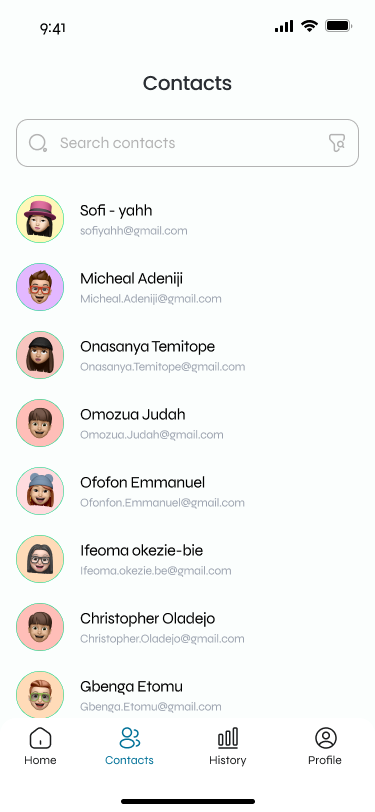 9:41
Contacts
Search contacts
Sofi - yahh
sofiyahh@gmail.com
Micheal Adeniji
Micheal.Adeniji@gmail.com
Onasanya Temitope
Onasanya.Temitope@gmail.com
Omozua Judah
Omozua.Judah@gmail.com
Ofofon Emmanuel
Ofonfon.Emmanuel@gmail.com
Ifeoma okezie-bie
Ifeoma.okezie.be@gmail.com
Christopher Oladejo
Christopher.Oladejo@gmail.com
Gbenga Etomu
Gbenga.Etomu@gmail.com
Home Contacts History Profile